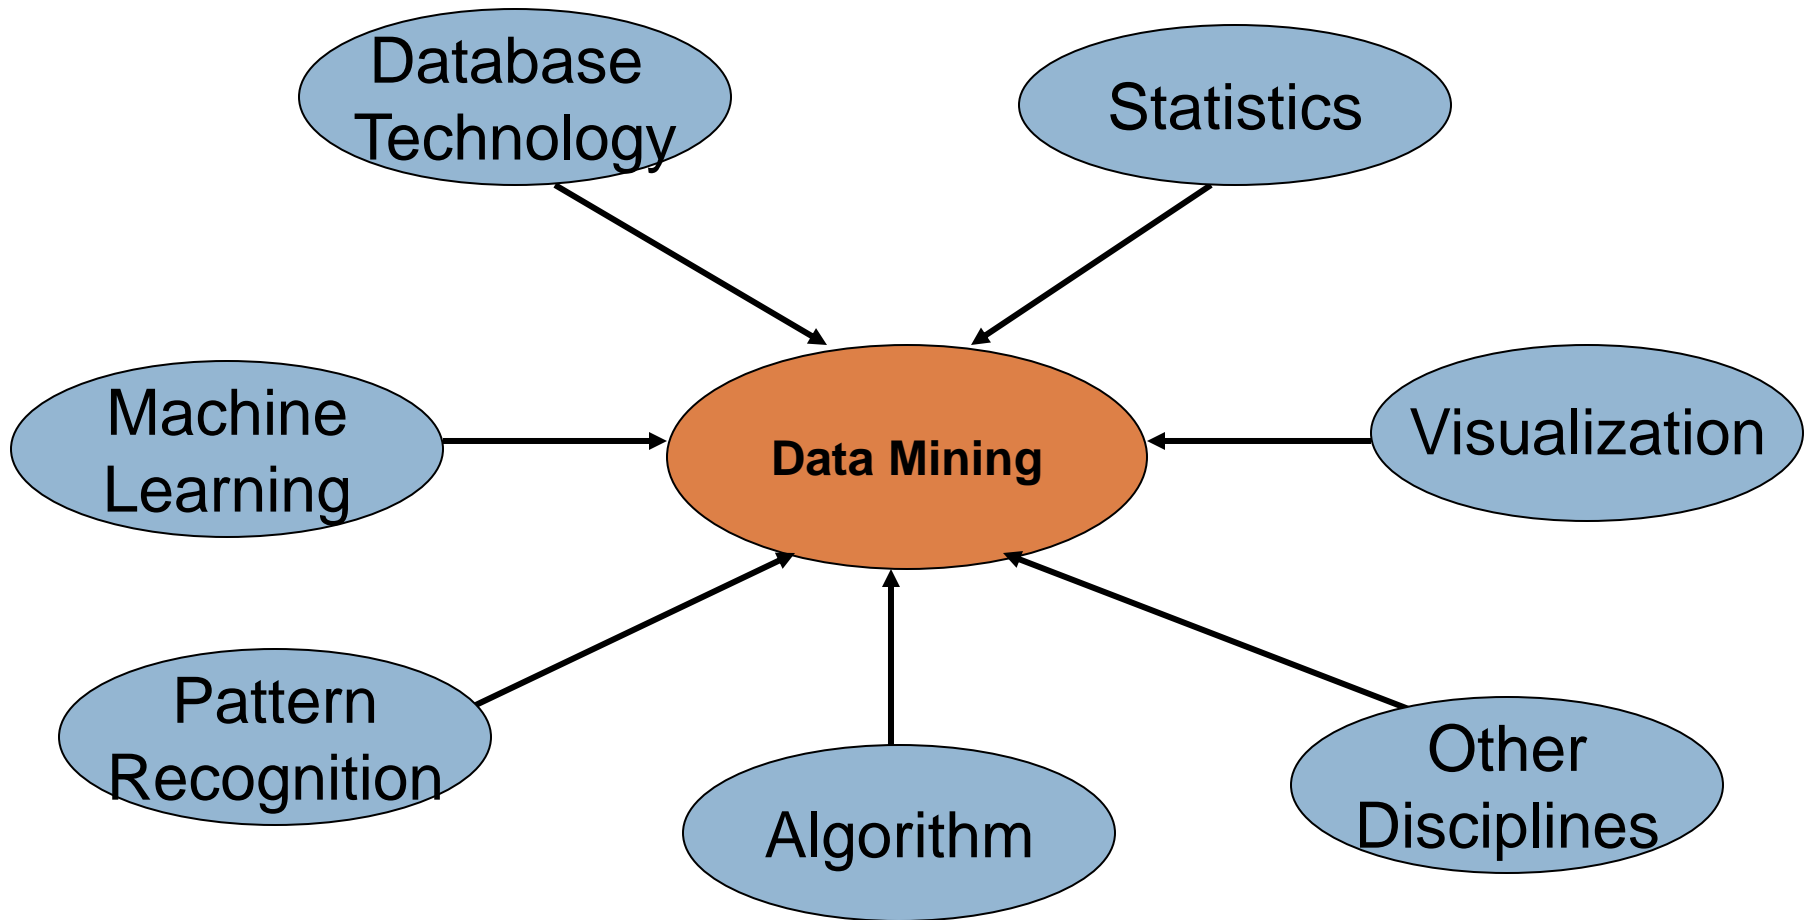 Database
Technology
Statistics
Machine
Learning
Data Mining
Visualization
Pattern
Recognition
Algorithm
Other
Disciplines